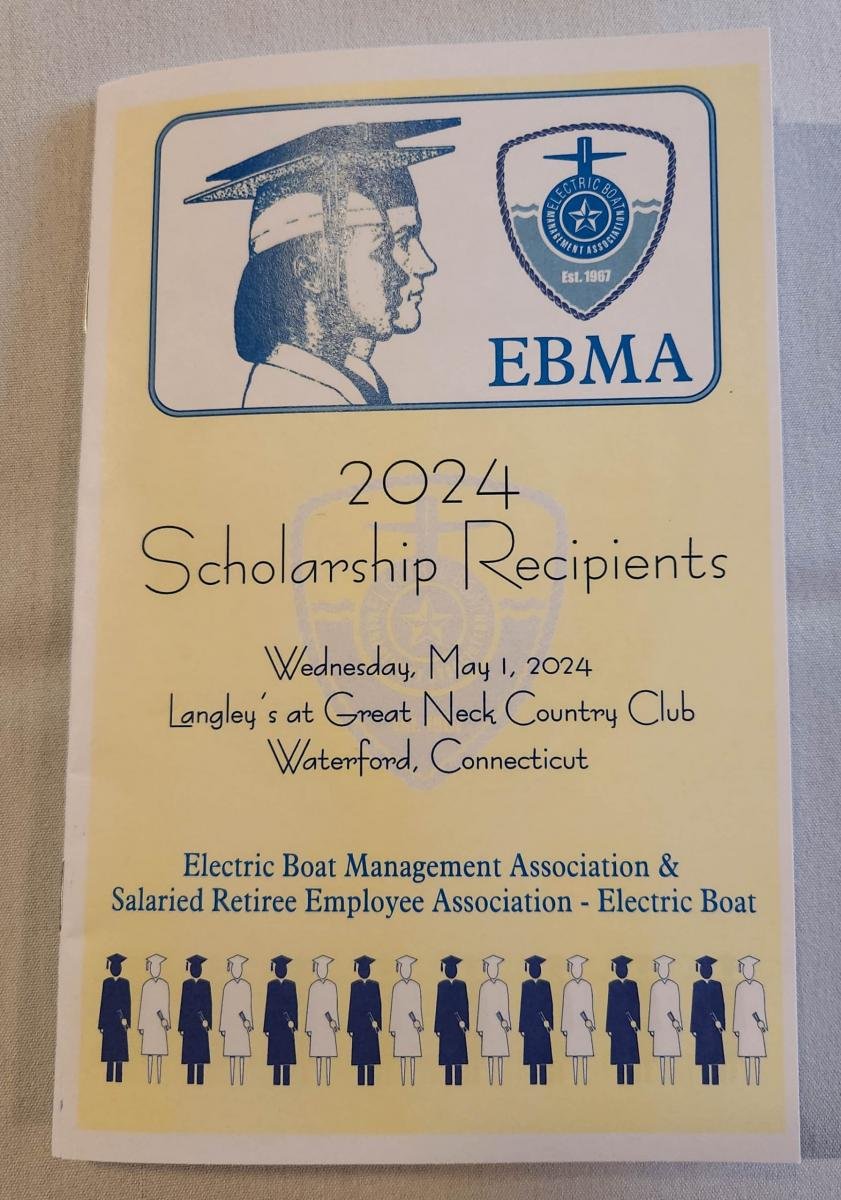 ELECTRIC BOAT
MANAGEMENT ASSOCIATION
Est. 1967
EBMA
2024
Scholarship Recipients
Wednesday, May 1, 2024
Langley's at Great Neck Country Club
Waterford, Connecticut
Electric Boat Management Association &
Salaried Retiree Employee Association - Electric Boat